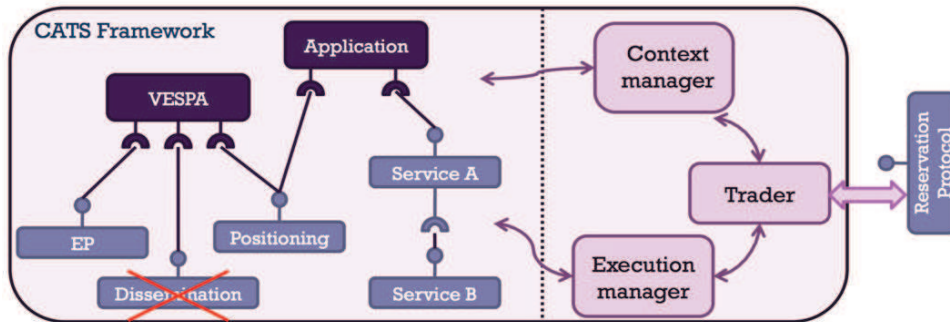 CATS Framework
Application
VESPA
Service A
EP
Positioning
Dissemination
Service B
Context
manager
Trader
Execution
manager
Reservation
Protocol